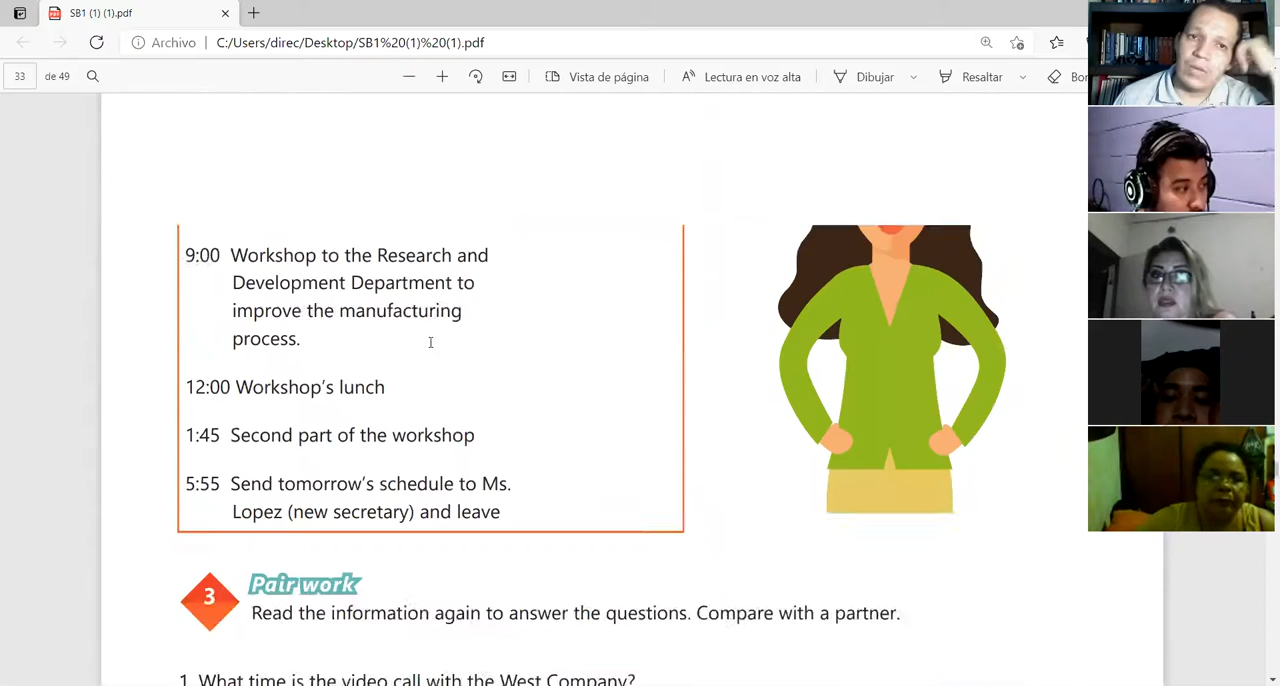 SB1 (1) (1).pdf
Archivo C:/Users/direc/Desktop/SB1%20(1)%20(1).pdf
33 de 49 Vista de página Lectura en voz alta Dibujar Resaltar
9:00 Workshop to the Research and
Development Department to
improve the manufacturing
process.
12:00 Workshop's lunch
1:45 Second part of the workshop
5:55 Send tomorrow's schedule to Ms.
Lopez (new secretary) and leave
3 Pair work
Read the information again to answer the questions. Compare with a partner.
1. What time is the video call with the West Company?